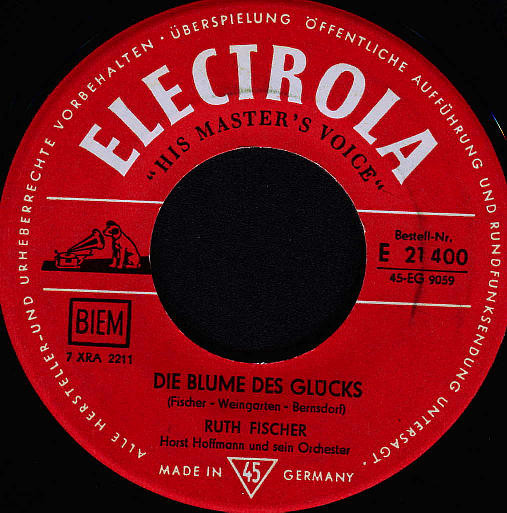 ALLE HERSTELLER-UND URHEBERRECHTE VORBEHALTEN · ÜBERSPIELUNG ÖFFENTLICHE AUFFÜHRUNG UND RUNDFUNKSENDUNG UNTERSAGT ·
ELECTROLA
"HIS MASTER'S VOICE"
Bestell-Nr.
E 21 400
45-EG 9059
BIEM
7 XRA 2211
DIE BLUME DES GLÜCKS
(Fischer - Weingarten - Bernsdorf)
RUTH FISCHER
Horst Hoffmann und sein Orchester
MADE IN 45 GERMANY